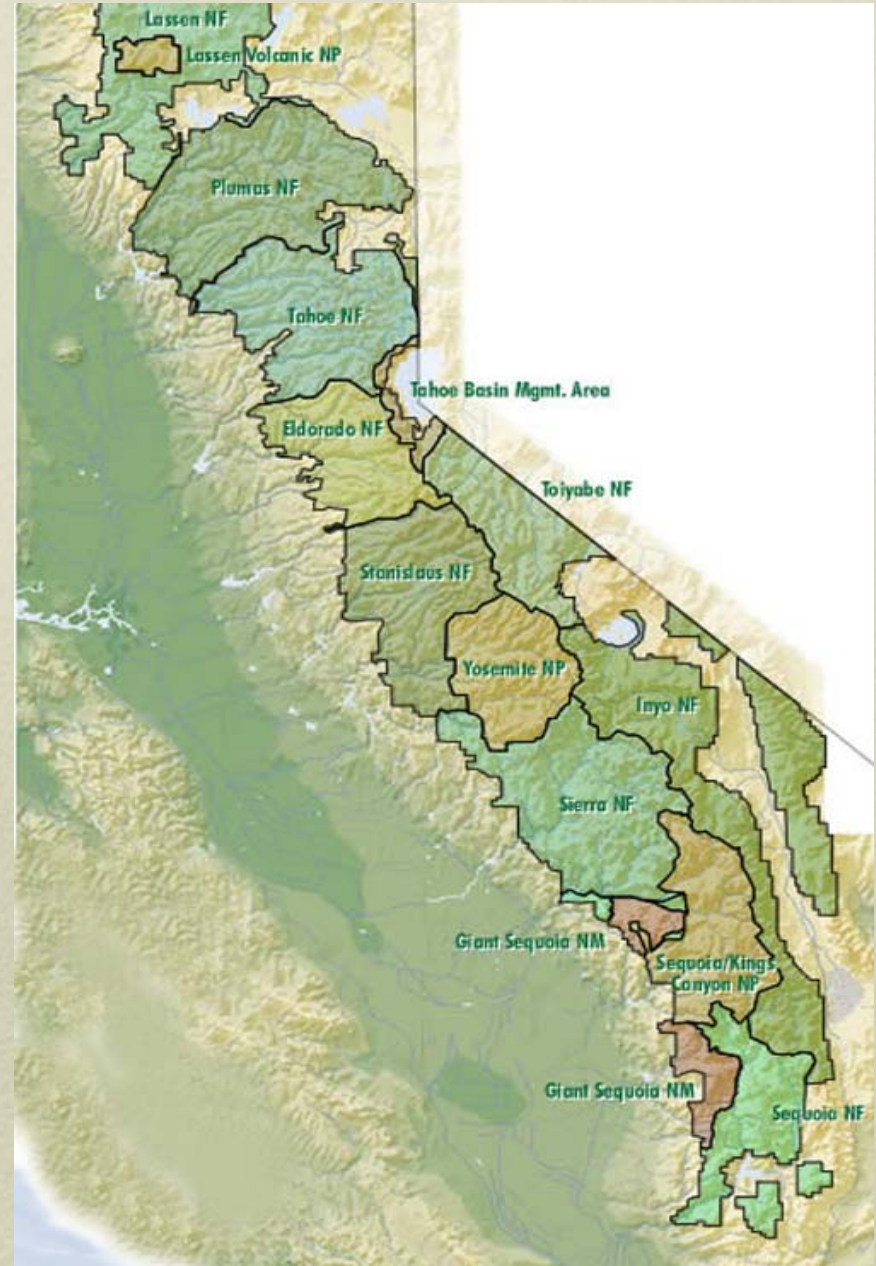 Lassen NF
Lassen Volcanic NP
Plumas NF
Tahoe NF
Tahoe Basin Mgmt. Area
Eldorado NF
Toiyabe NF
Stanislaus NF
Yosemite NP
Inyo NF
Sierra NF
Giant Sequoia NM
Sequoia/Kings
Canyon NP
Giant Sequoia NM
Sequoia NF